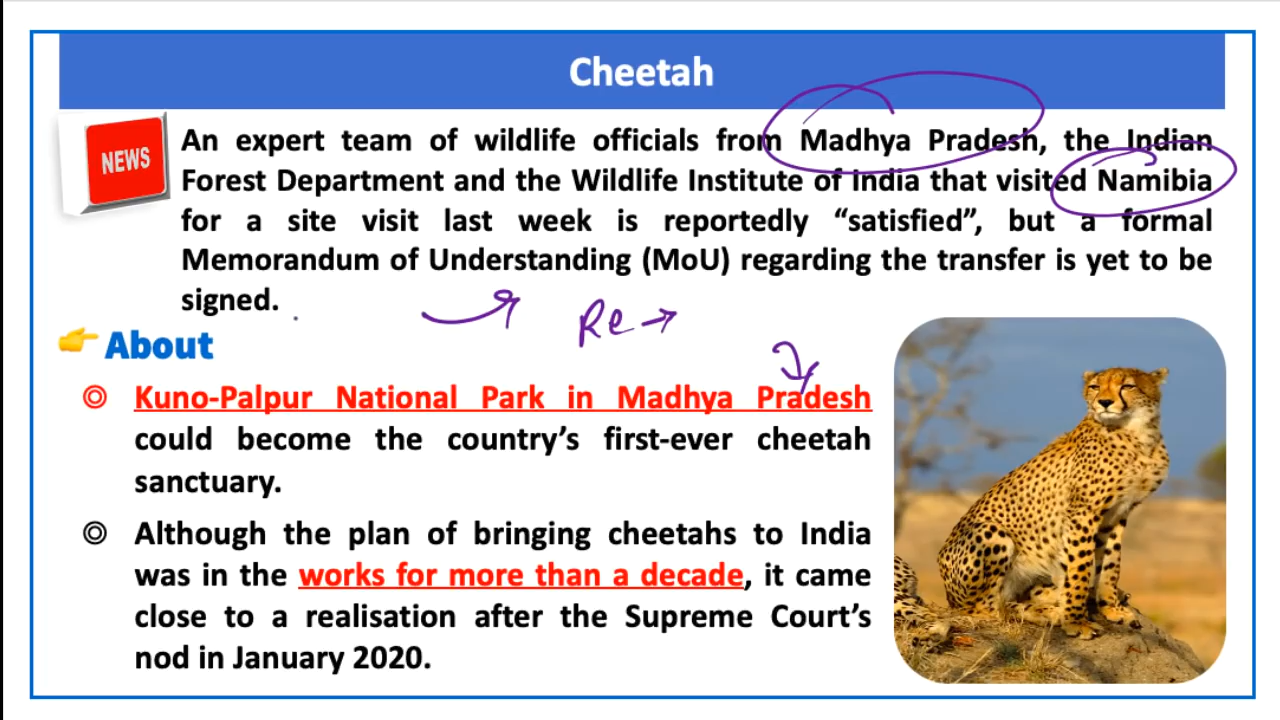 Cheetah
NEWS
An expert team of wildlife officials from Madhya Pradesh, the Indian
Forest Department and the Wildlife Institute of India that visited Namibia
for a site visit last week is reportedly “satisfied”, but a formal
Memorandum of Understanding (MoU) regarding the transfer is yet to be
signed.
Re →
About
Kuno-Palpur National Park in Madhya Pradesh
could become the country’s first-ever cheetah
sanctuary.
Although the plan of bringing cheetahs to India
was in the works for more than a decade, it came
close to a realisation after the Supreme Court’s
nod in January 2020.